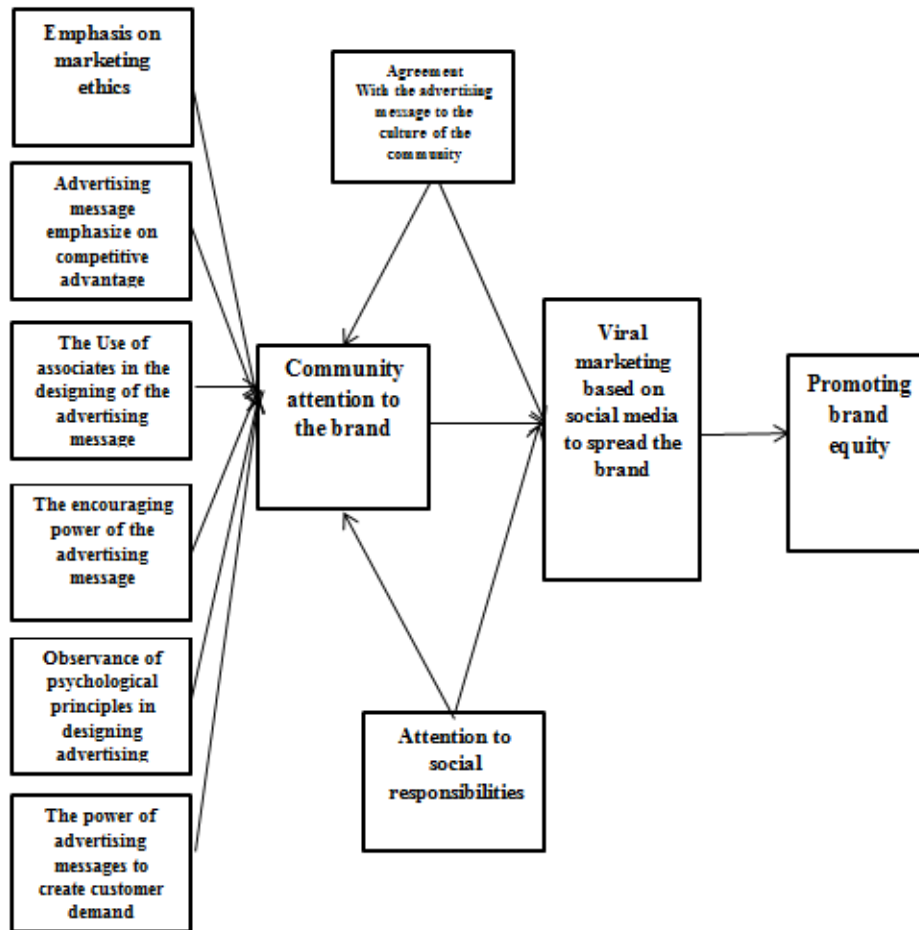 Emphasis on
marketing
ethics
Advertising
message
emphasize on
competitive
advantage
The Use of
associates in the
designing of the
advertising
message
The encouraging
power of the
advertising
message
Observance of
psychological
principles in
designing
advertising
The power of
advertising
messages to
create customer
demand
Agreement
With the advertising
message to the
culture of the
community
Community
attention to
the brand
Attention to
social
responsibilities
Viral
marketing
based on
social media
to spread the
brand
Promoting
brand
equity